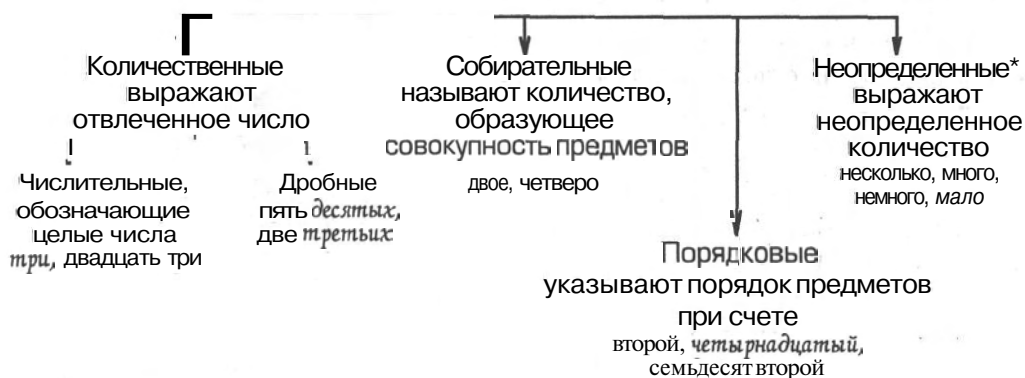 Количественные
выражают
отвлеченное число
Числительные,
обозначающие
целые числа
три, двадцать три
Дробные
пять десятых,
две третьих
Собирательные
называют количество,
образующее
совокупность предметов
двое, четверо
Порядковые
указывают порядок предметов
при счете
второй, четырнадцатый,
семьдесят второй
Неопределенные*
выражают
неопределенное
количество
несколько, много,
немного, мало